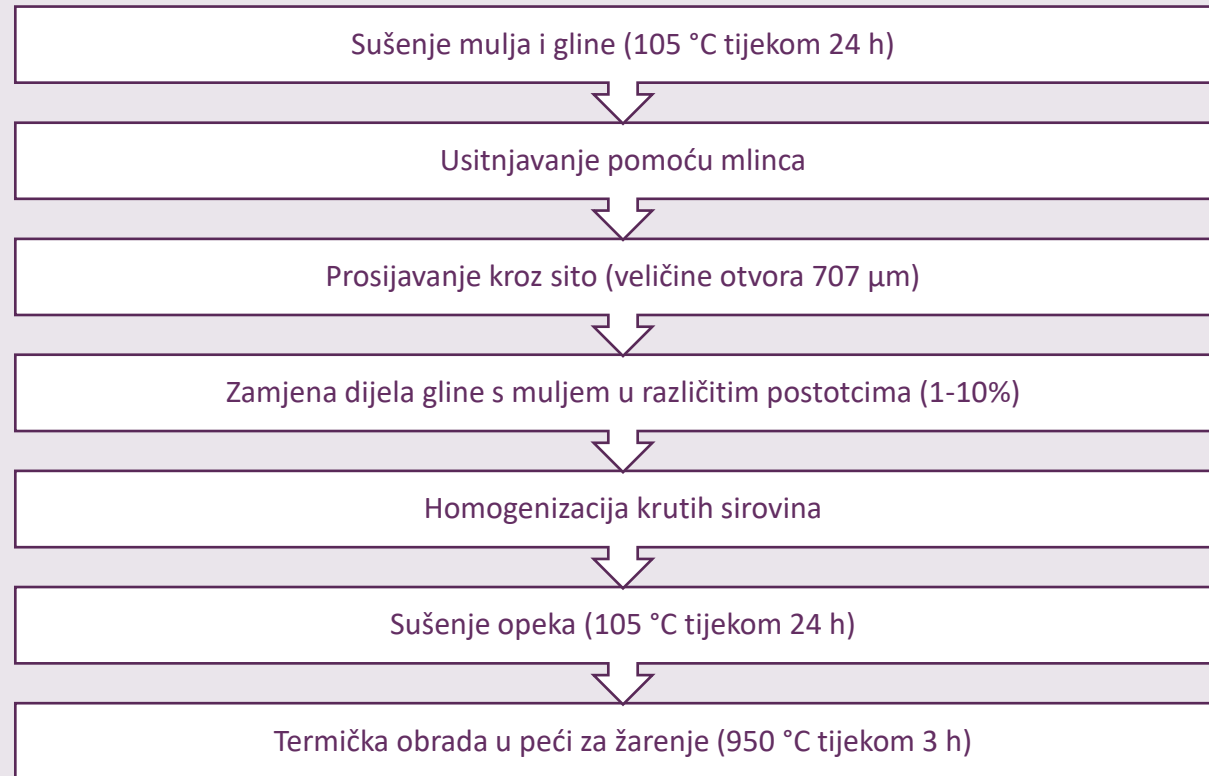 Sušenje mulja i gline (105 °C tijekom 24 h)
Usitnjavanje pomoću mlinca
Prosijavanje kroz sito (veličine otvora 707 µm)
Zamjena dijela gline s muljem u različitim postotcima (1-10%)
Homogenizacija krutih sirovina
Sušenje opeka (105 °C tijekom 24 h)
Termička obrada u peći za žarenje (950 °C tijekom 3 h)